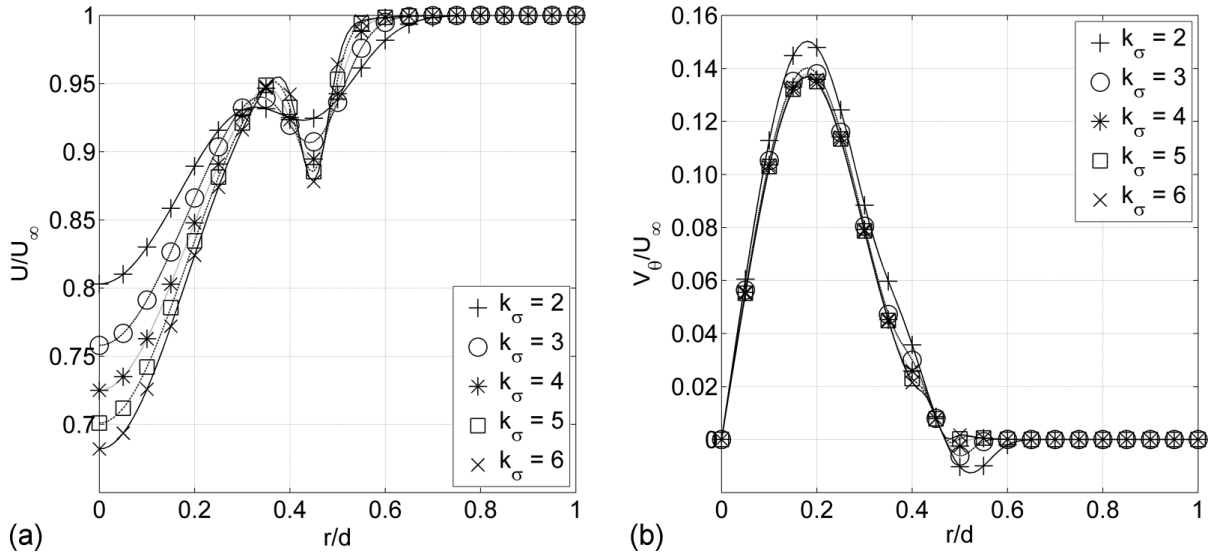 1
0.95
0.9
0.85
0.8
0.75
0.7
U/U∞
0 0.2 0.4 0.6 0.8 1
r/d
kσ = 2
kσ = 3
kσ = 4
kσ = 5
kσ = 6
(a)
0.16
0.14
0.12
0.10
0.08
0.06
0.04
0.02
0
Vθ/U∞
0 0.2 0.4 0.6 0.8 1
r/d
kσ = 2
kσ = 3
kσ = 4
kσ = 5
kσ = 6
(b)